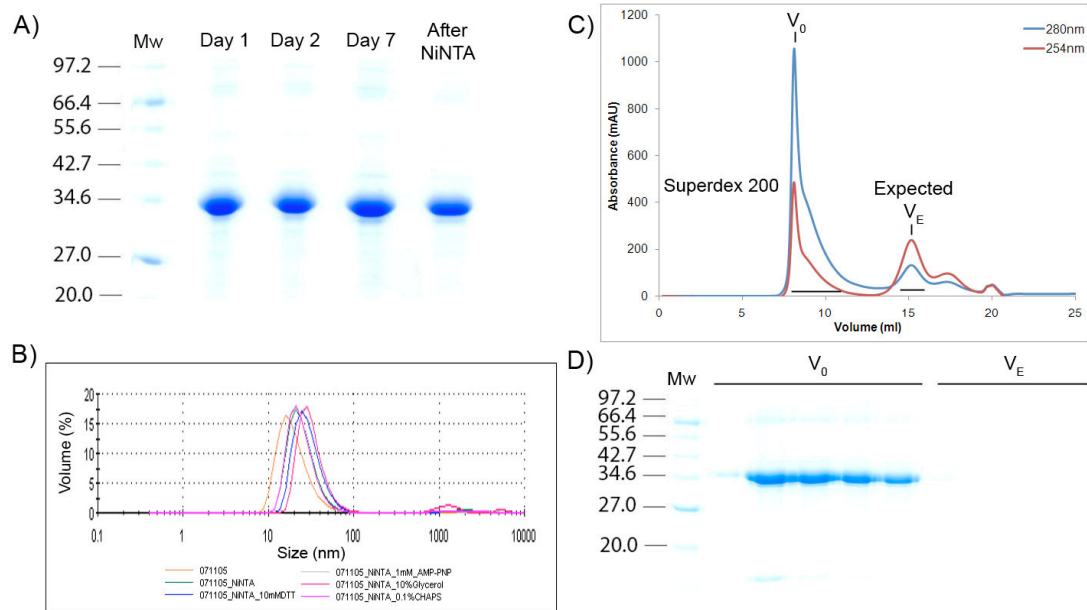 A)
Mw Day 1 Day 2 Day 7 After NiNTA
97.2
66.4
55.6
42.7
34.6
27.0
20.0
B)
Volume (%)
20
15
10
5
0
0.1 1 10 100 1000 10000
Size (nm)
071105 071105_NiNTA_1mM_AMP-PNP
071105_NiNTA 071105_NiNTA_10%Glycerol
071105_NiNTA_10mMDTT 071105_NiNTA_0.1%CHAPS
C)
V0
280nm
254nm
Absorbance (mAU)
1200
1000
800
600
400
200
0
Superdex 200
Expected
VE
0 5 10 15 20 25
Volume (ml)
D)
Mw V0 VE
97.2
66.4
55.6
42.7
34.6
27.0
20.0